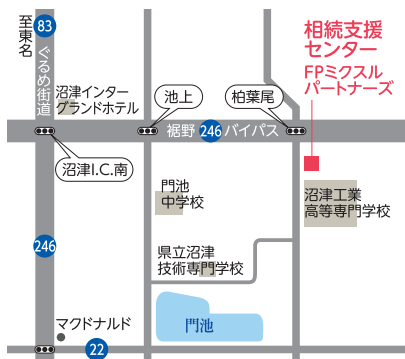 至東名
83
ぐるめ街道
相続支援
センター
FPミクスル
パートナーズ
沼津インター
グランドホテル
池上
柏葉尾
裾野 246 バイパス
沼津I.C.南
門池
中学校
沼津工業
高等専門学校
246
県立沼津
技術専門学校
門池
マクドナルド
22